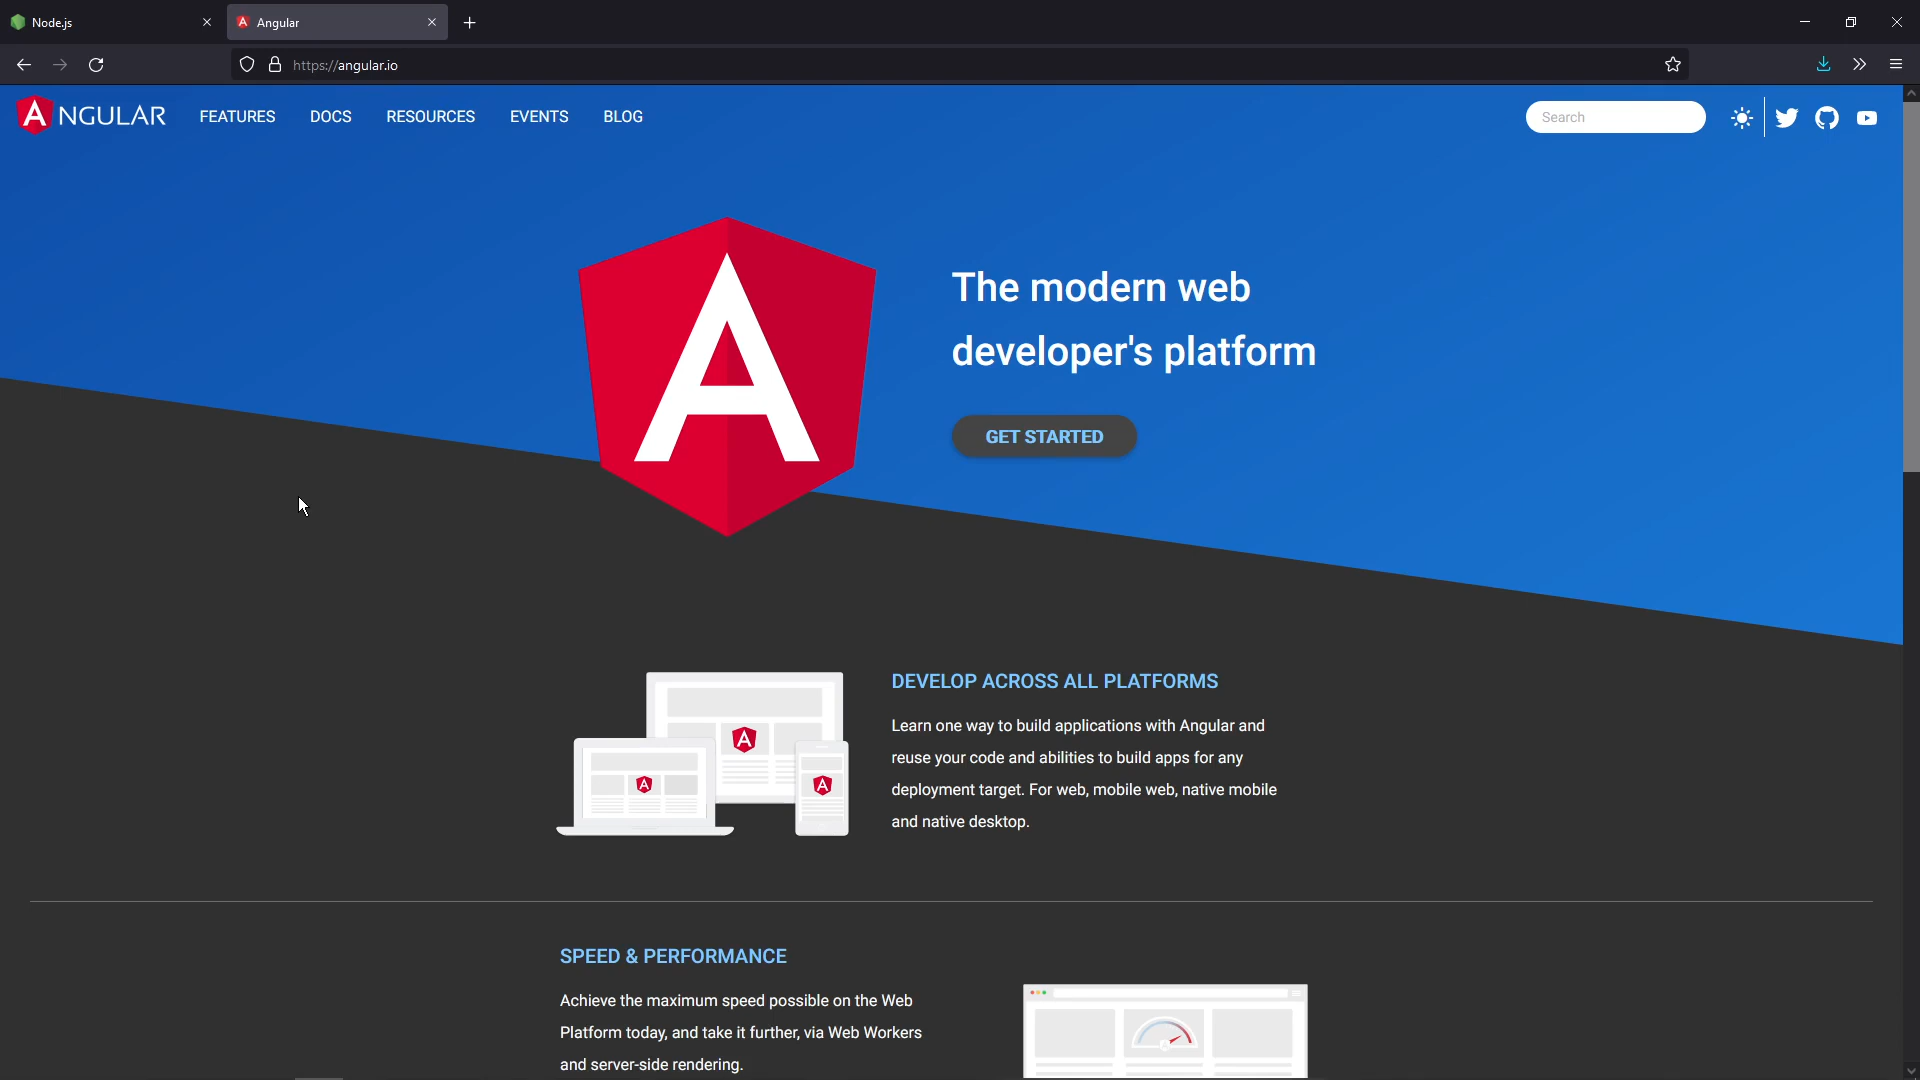 Node.js
Angular
https://angular.io
ANGULAR
FEATURES
DOCS
RESOURCES
EVENTS
BLOG
Search
The modern web
developer's platform
GET STARTED
DEVELOP ACROSS ALL PLATFORMS
Learn one way to build applications with Angular and
reuse your code and abilities to build apps for any
deployment target. For web, mobile web, native mobile
and native desktop.
SPEED & PERFORMANCE
Achieve the maximum speed possible on the Web
Platform today, and take it further, via Web Workers
and server-side rendering.